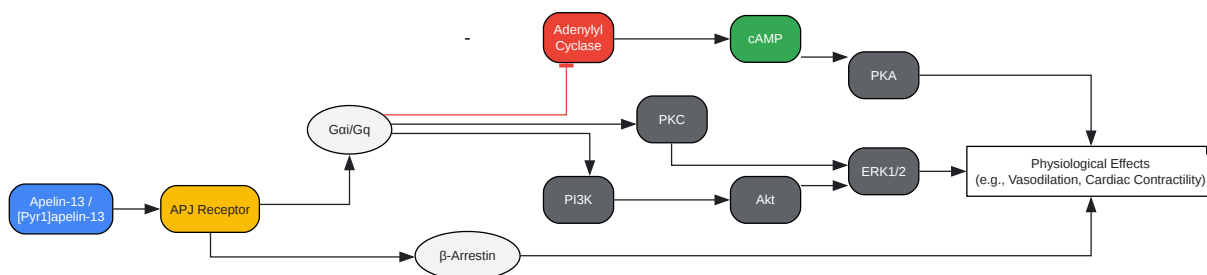 -
Adenylyl
Cyclase
cAMP
PKA
Gαi/Gq
PKC
Physiological Effects
(e.g., Vasodilation, Cardiac Contractility)
ERK1/2
Apelin-13 /
[Pyr1]apelin-13
APJ Receptor
PI3K
Akt
β-Arrestin